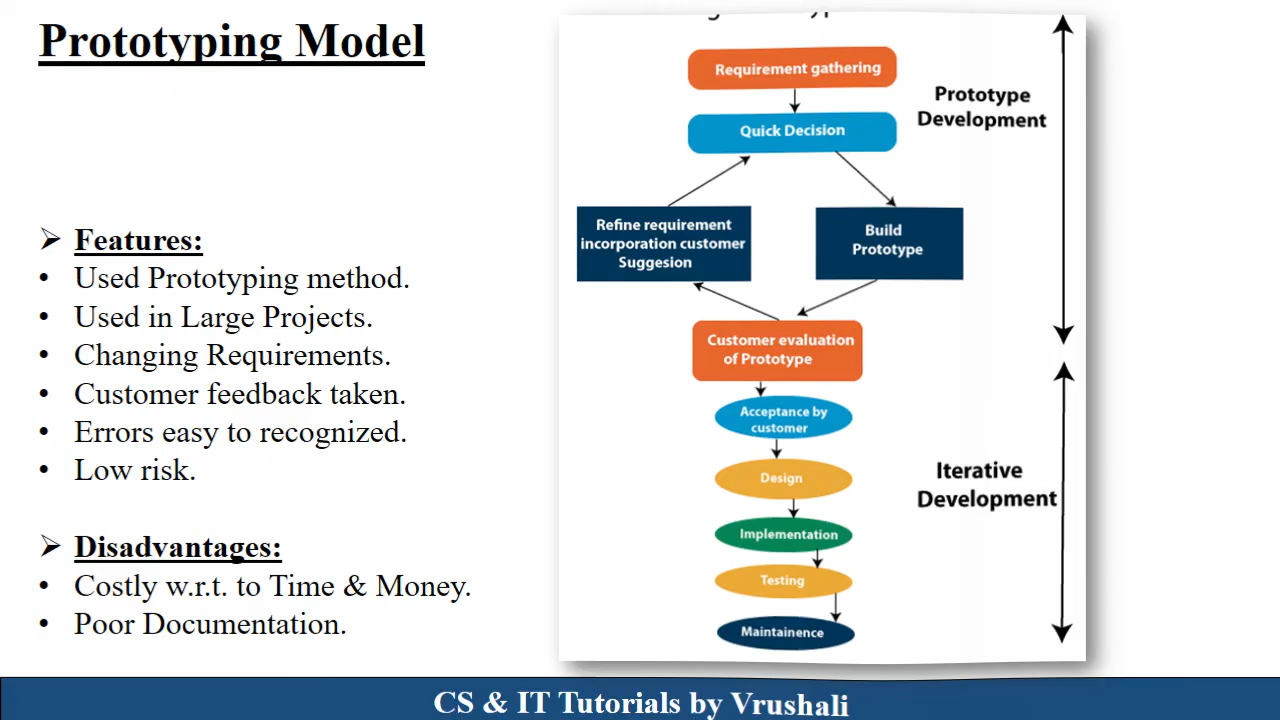 Prototyping Model
➢ Features:
• Used Prototyping method.
• Used in Large Projects.
• Changing Requirements.
• Customer feedback taken.
• Errors easy to recognized.
• Low risk.
➢ Disadvantages:
• Costly w.r.t. to Time & Money.
• Poor Documentation.
Requirement gathering
Quick Decision
Prototype
Development
Refine requirement
incorporation customer
Suggesion
Build
Prototype
Customer evaluation
of Prototype
Acceptance by
customer
Design
Implementation
Testing
Maintainence
Iterative
Development
CS & IT Tutorials by Vrushali